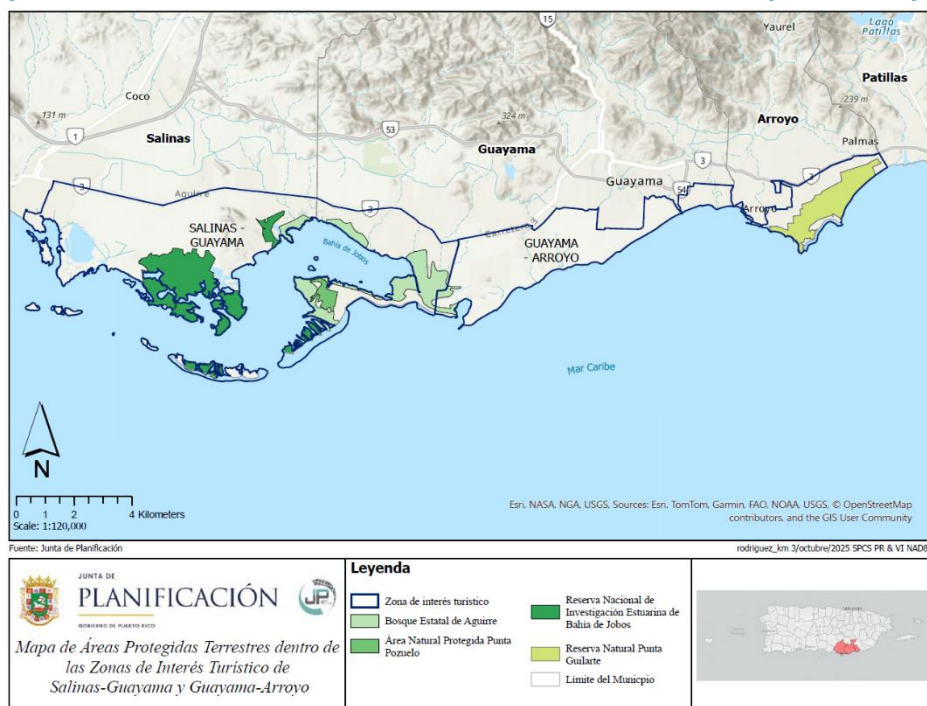 15
Yaurel
Lago
Patillas
Patillas
Coco
131 m
239 m
324 m
Arroyo
1
Salinas
53
Guayama
Palmas
3
3
3
Aguirre
3
Guayama
54
Arroyo
Carretera 3
SALINAS -
GUAYAMA
Bahía de Jobos
GUAYAMA
- ARROYO
Mar Caribe
N
0 1 2 4 Kilometers
Scale: 1:120,000
Esri, NASA, NGA, USGS, Sources: Esri, TomTom, Garmin, FAO, NOAA, USGS, © OpenStreetMap
contributors, and the GIS User Community
Fuente: Junta de Planificación
rodriguez_km 3/octubre/2025 SPCS PR & VI NAD8
JUNTA DE
PLANIFICACIÓN
GOBIERNO DE PUERTO RICO
JP
Mapa de Áreas Protegidas Terrestres dentro de
las Zonas de Interés Turístico de
Salinas-Guayama y Guayama-Arroyo
Leyenda
Zona de interés turístico
Bosque Estatal de Aguirre
Área Natural Protegida Punta
Pozuelo
Reserva Nacional de
Investigación Estuarina de
Bahía de Jobos
Reserva Natural Punta
Guilarte
Límite del Municpio